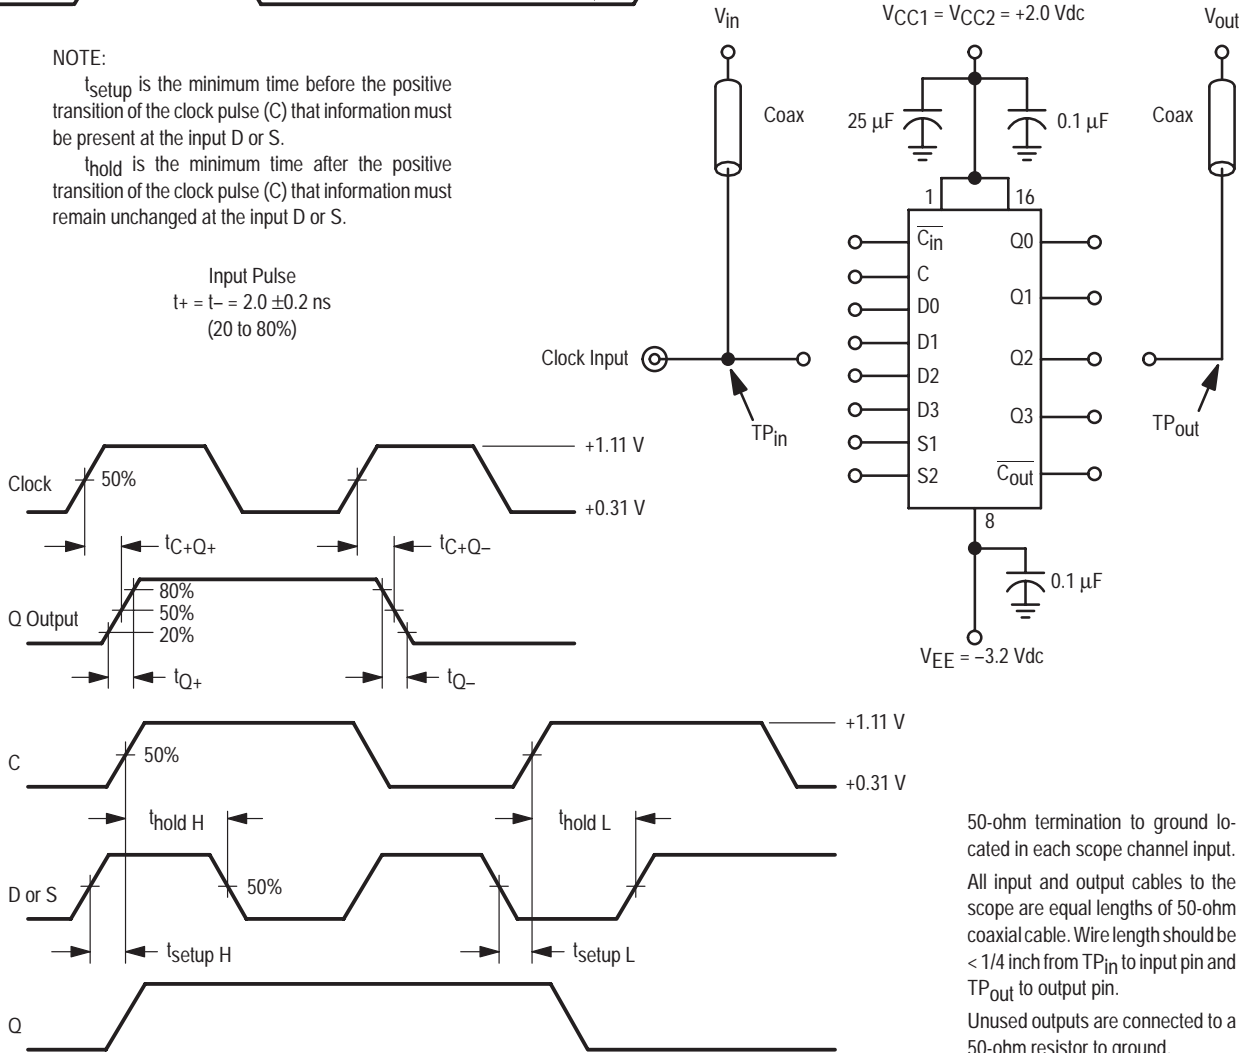 NOTE:
tsetup is the minimum time before the positive
transition of the clock pulse (C) that information must
be present at the input D or S.
thold is the minimum time after the positive
transition of the clock pulse (C) that information must
remain unchanged at the input D or S.
Input Pulse
t+ = t– = 2.0 ±0.2 ns
(20 to 80%)
Vin
VCC1 = VCC2 = +2.0 Vdc
Vout
Coax
25 µF
0.1 µF
Coax
1
16
Cin
C
D0
D1
D2
D3
S1
S2
Q0
Q1
Q2
Q3
Cout
8
Clock Input
TPin
TPout
0.1 µF
VEE = –3.2 Vdc
Clock
50%
+1.11 V
+0.31 V
tC+Q+
tC+Q–
Q Output
80%
50%
20%
tQ+
tQ–
C
50%
+1.11 V
+0.31 V
thold H
thold L
D or S
50%
tsetup H
tsetup L
Q
50-ohm termination to ground lo-
cated in each scope channel input.
All input and output cables to the
scope are equal lengths of 50-ohm
coaxial cable. Wire length should be
< 1/4 inch from TPin to input pin and
TPout to output pin.
Unused outputs are connected to a
50-ohm resistor to ground.